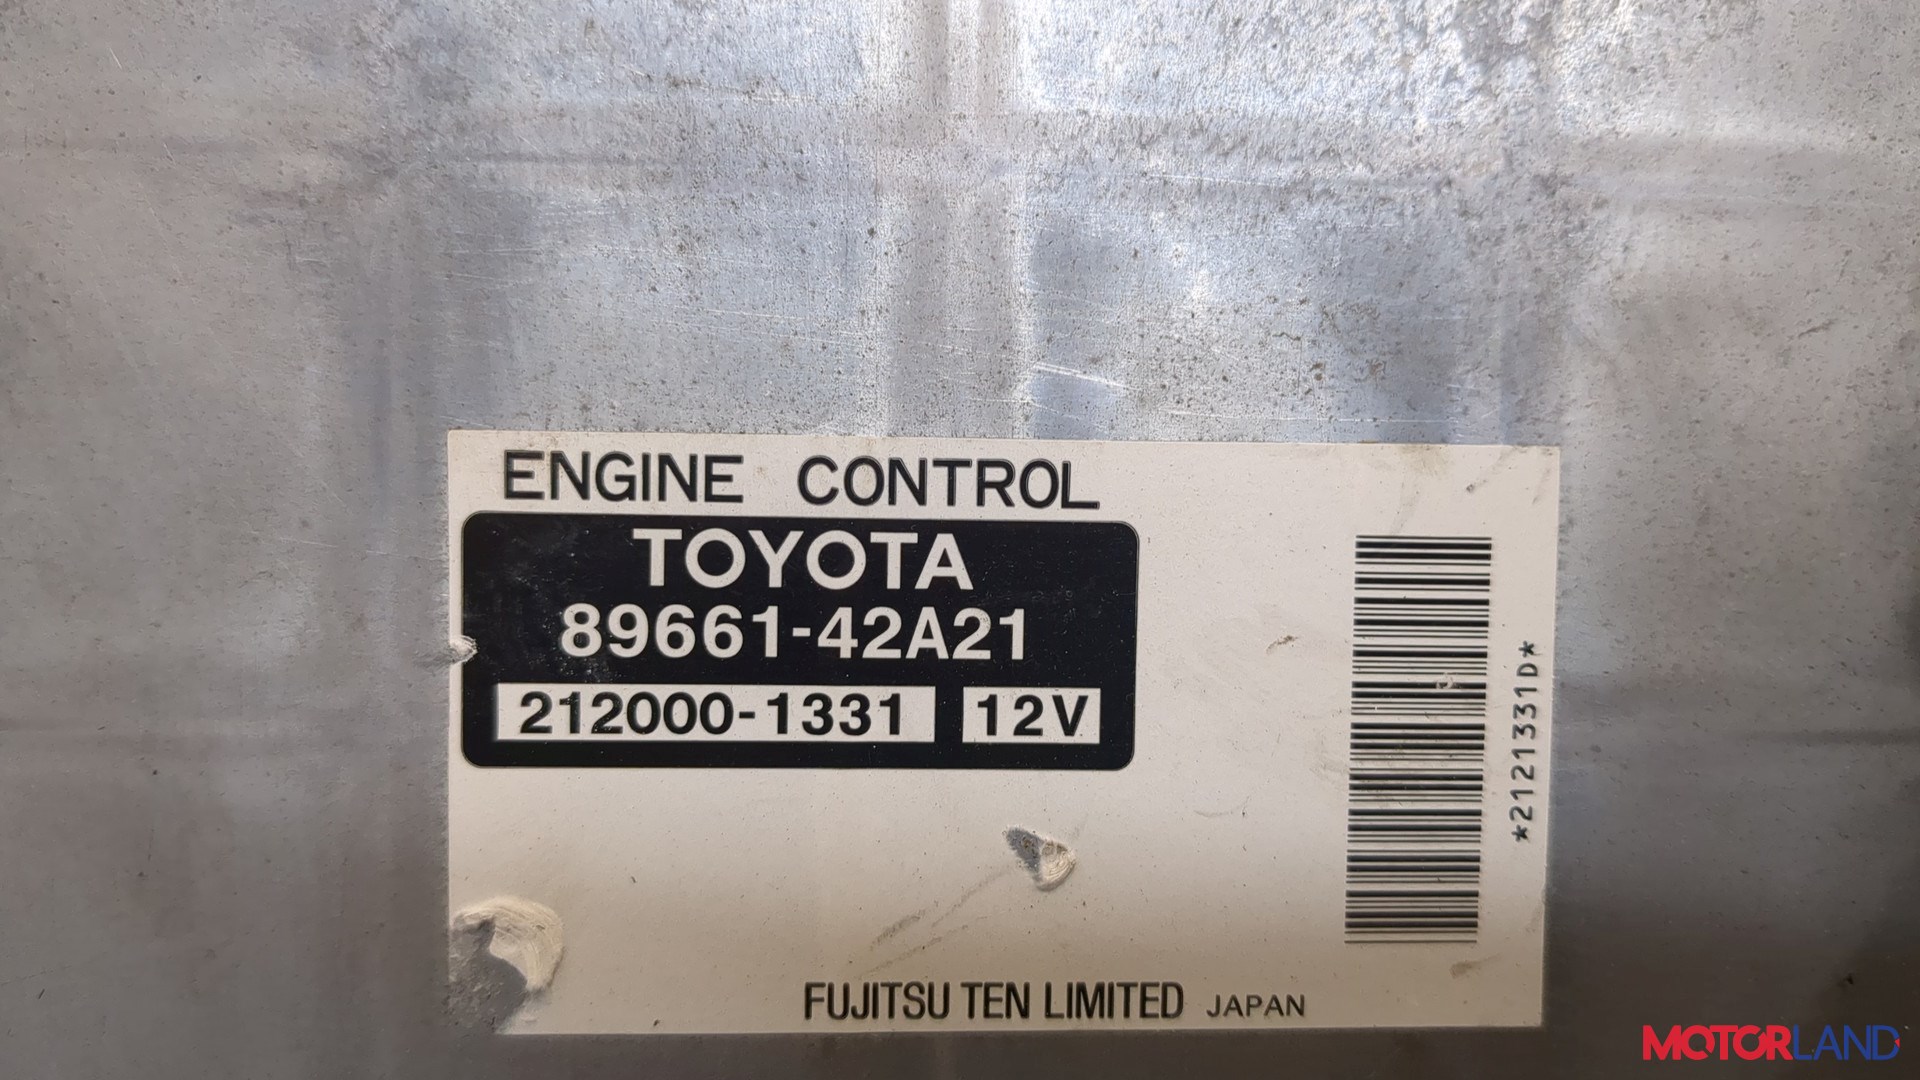 ENGINE CONTROL
TOYOTA
89661-42A21
212000-1331 12V
*2121331D*
FUJITSU TEN LIMITED JAPAN
MOTORLAND